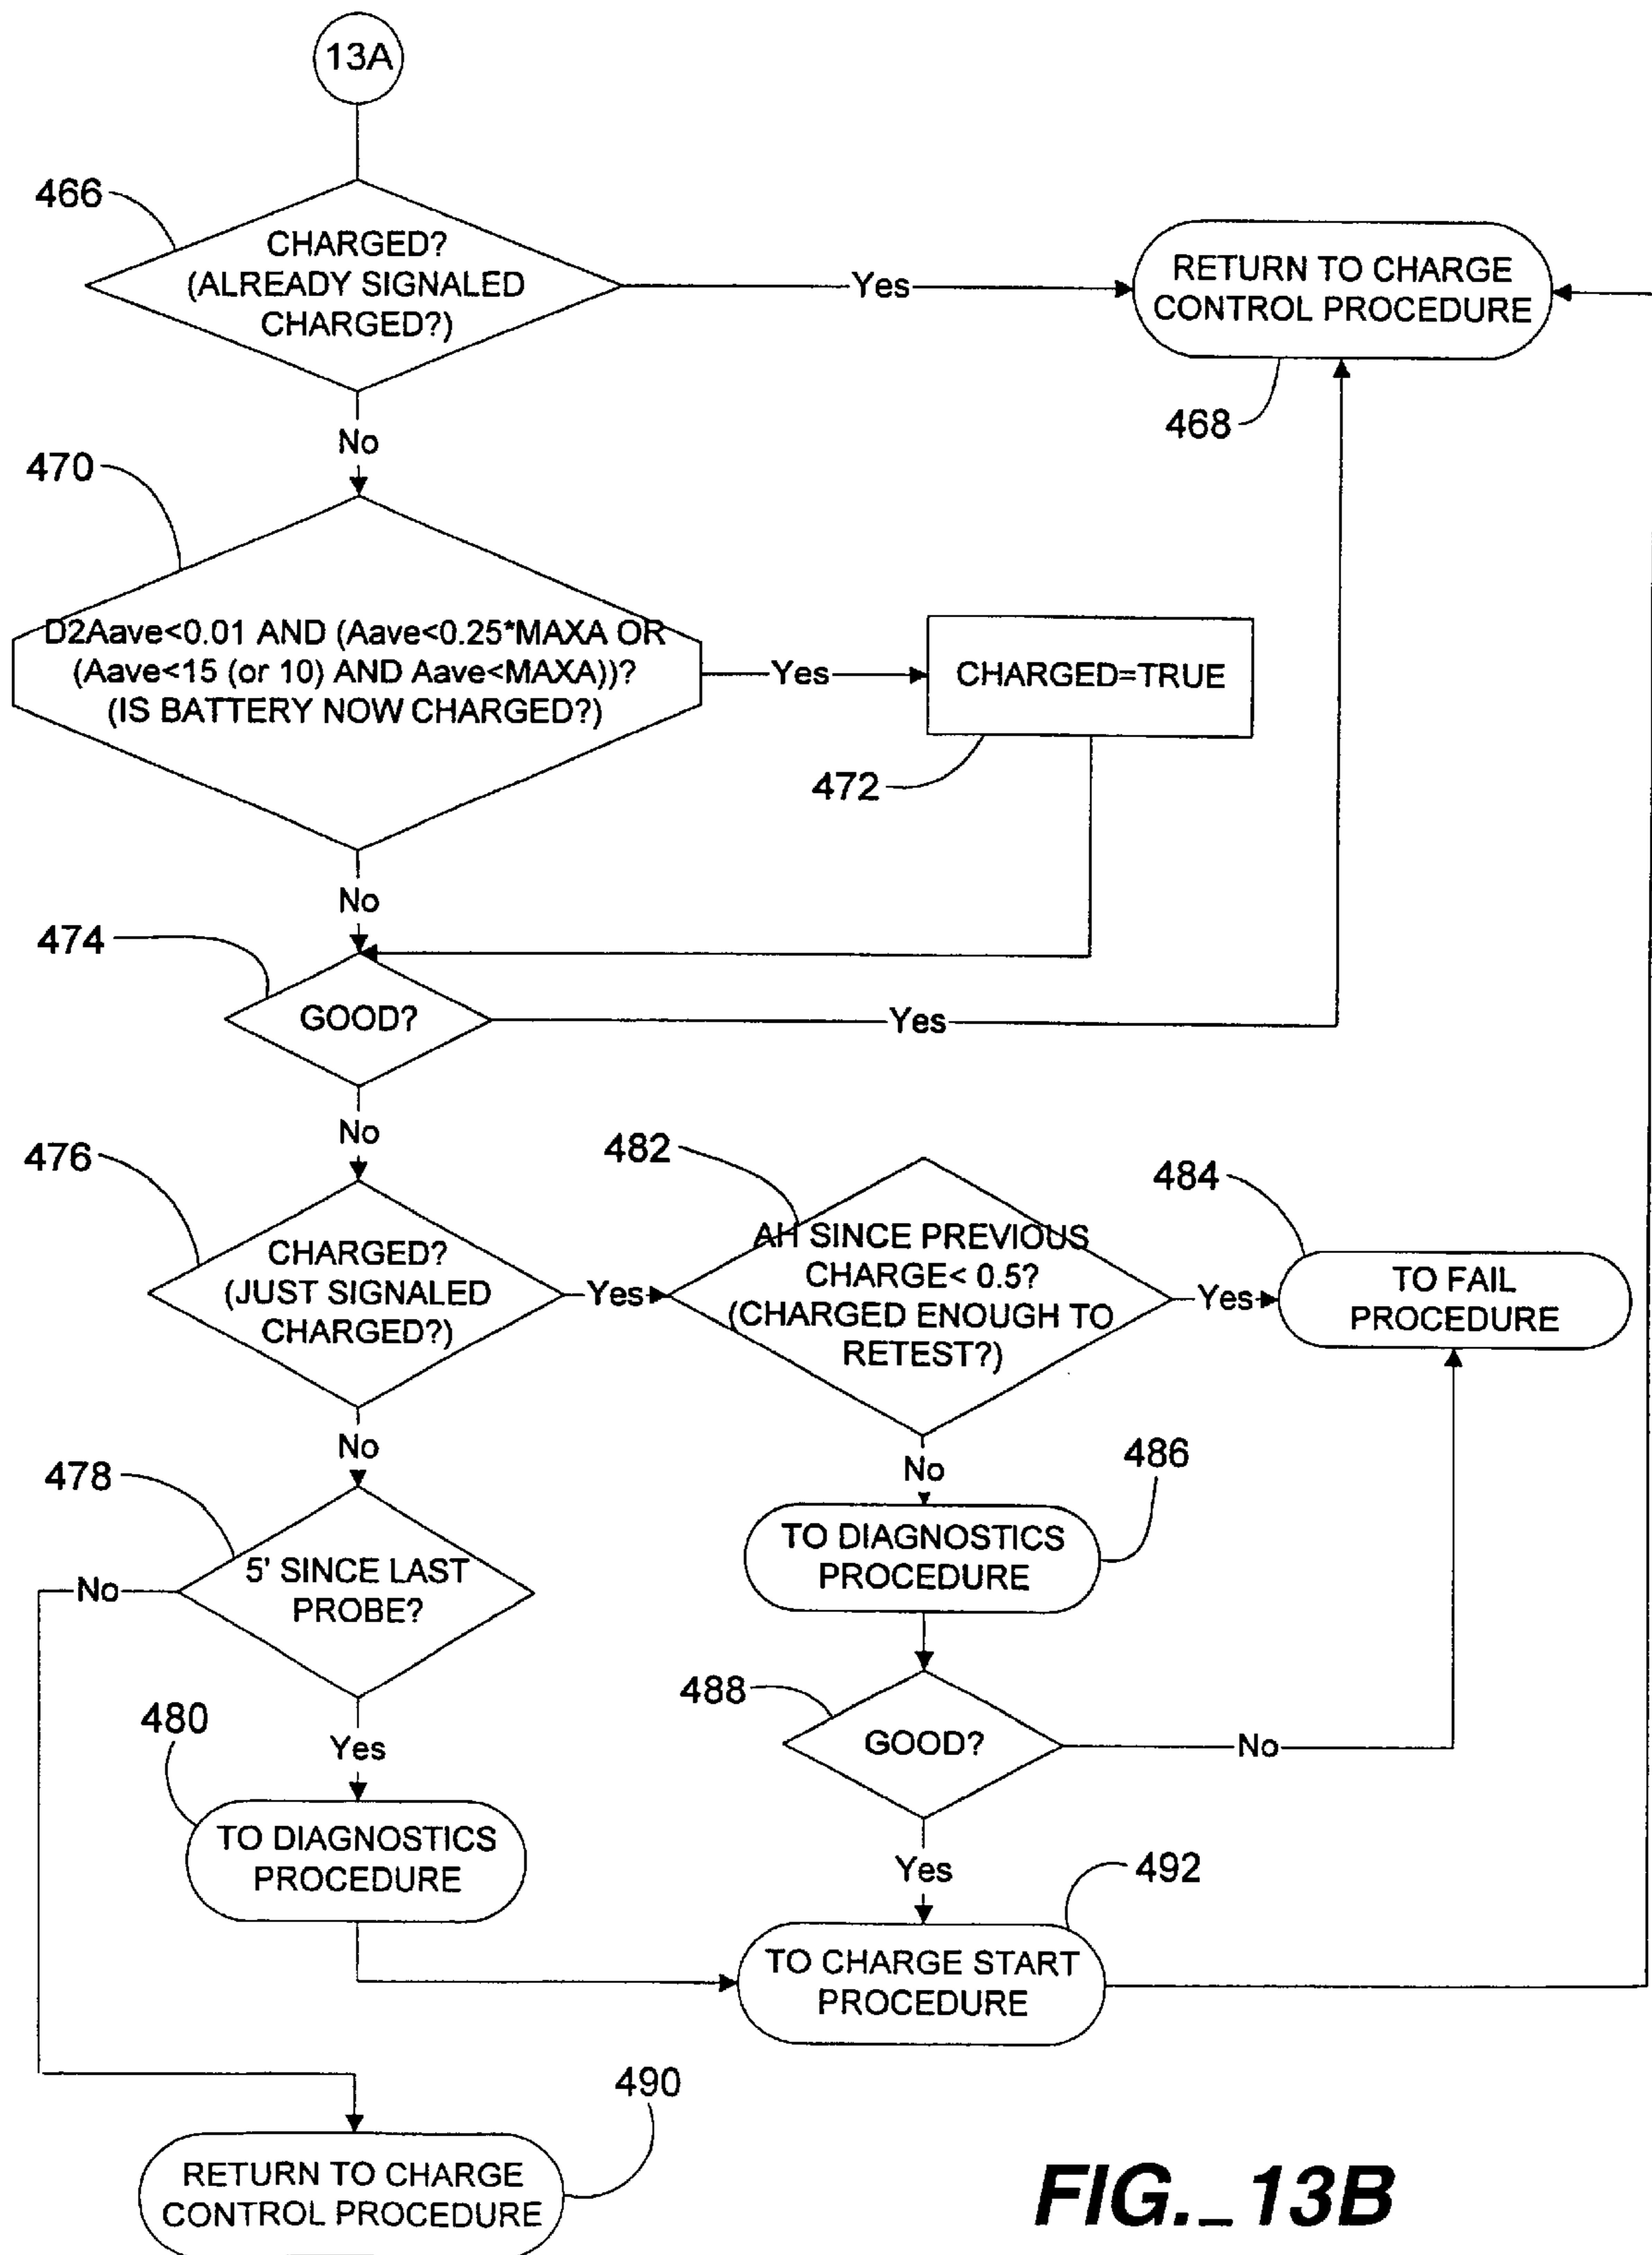 13A
466
CHARGED?
(ALREADY SIGNALED
CHARGED?)
Yes
RETURN TO CHARGE
CONTROL PROCEDURE
468
No
470
D2Aave<0.01 AND (Aave<0.25*MAXA OR
(Aave<15 (or 10) AND Aave<MAXA))?
(IS BATTERY NOW CHARGED?)
Yes
CHARGED=TRUE
472
No
474
GOOD?
Yes
No
476
CHARGED?
(JUST SIGNALED
CHARGED?)
Yes
482
AH SINCE PREVIOUS
CHARGE< 0.5?
(CHARGED ENOUGH TO
RETEST?)
Yes
484
TO FAIL
PROCEDURE
No
478
5' SINCE LAST
PROBE?
No
No
486
TO DIAGNOSTICS
PROCEDURE
488
GOOD?
No
480
Yes
TO DIAGNOSTICS
PROCEDURE
Yes
492
TO CHARGE START
PROCEDURE
490
RETURN TO CHARGE
CONTROL PROCEDURE
FIG._13B